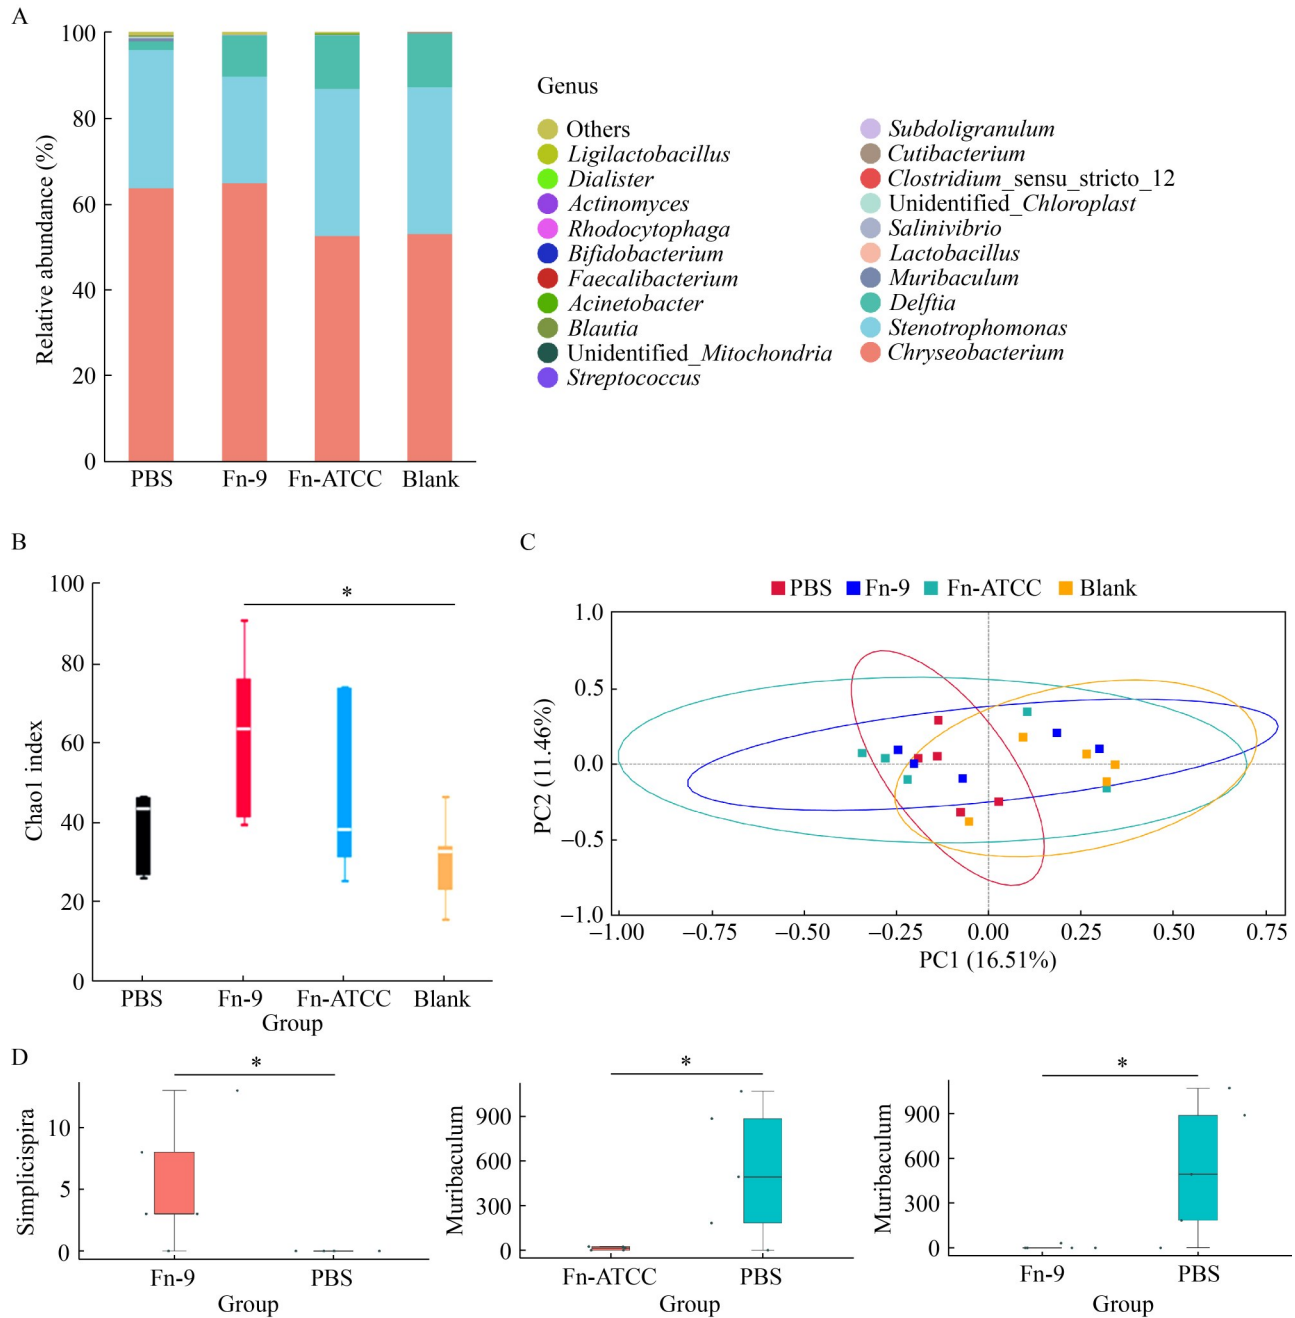 A
100
80
60
40
20
0
Relative abundance (%)
PBS Fn-9 Fn-ATCC Blank
Genus
Others
Ligilactobacillus
Dialister
Actinomyces
Rhodocytophaga
Bifidobacterium
Faecalibacterium
Acinetobacter
Blautia
Unidentified_Mitochondria
Streptococcus
Subdoligranulum
Cutibacterium
Clostridium_sensu_stricto_12
Unidentified_Chloroplast
Salinivibrio
Lactobacillus
Muribaculum
Delftia
Stenotrophomonas
Chryseobacterium
B
100
80
60
40
20
0
Chao1 index
*
PBS Fn-9 Fn-ATCC Blank
Group
C
PBS Fn-9 Fn-ATCC Blank
1.0
0.5
0.0
−0.5
−1.0
PC2 (11.46%)
−1.00 −0.75 −0.50 −0.25 0.00 0.25 0.50 0.75
PC1 (16.51%)
D
*
10
5
0
Simplicispira
Fn-9 PBS
Group
*
900
600
300
0
Muribaculum
Fn-ATCC PBS
Group
*
900
600
300
0
Muribaculum
Fn-9 PBS
Group